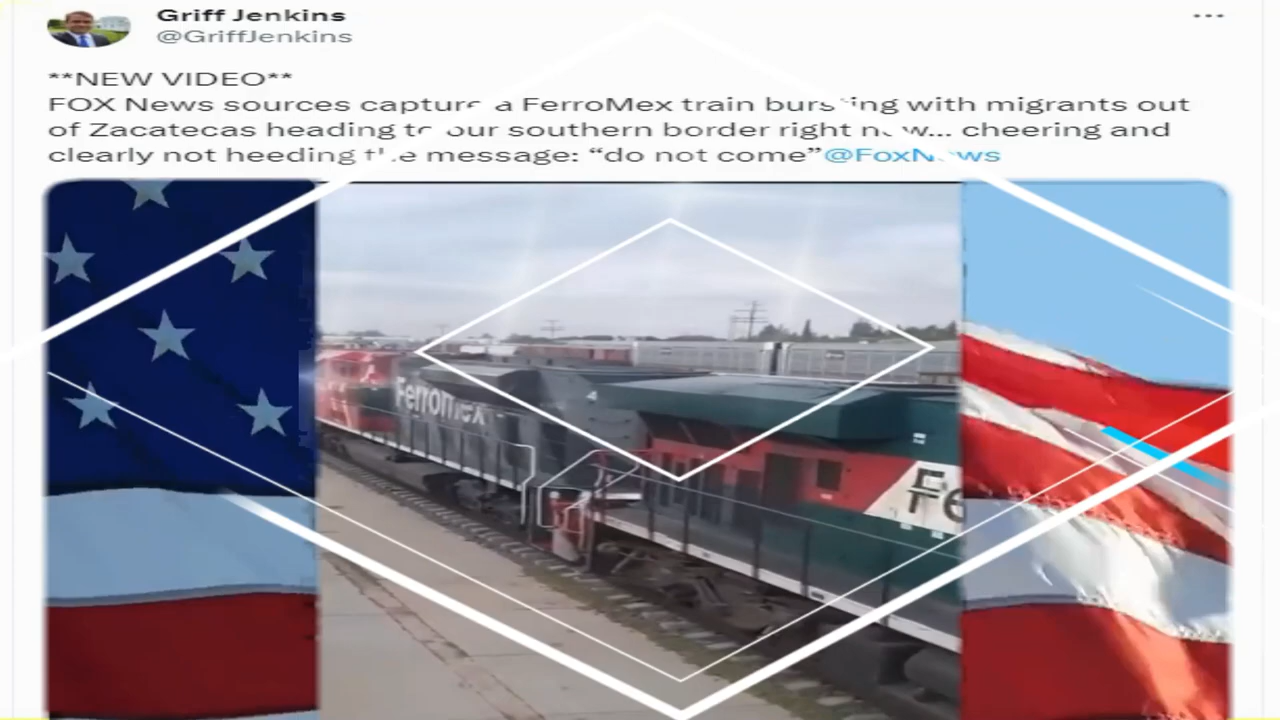 Griff Jenkins
@GriffJenkins
**NEW VIDEO**
FOX News sources capture a FerroMex train bursting with migrants out
of Zacatecas heading to our southern border right now... cheering and
clearly not heeding the message: “do not come”@FoxNews
FerromeX
Fe